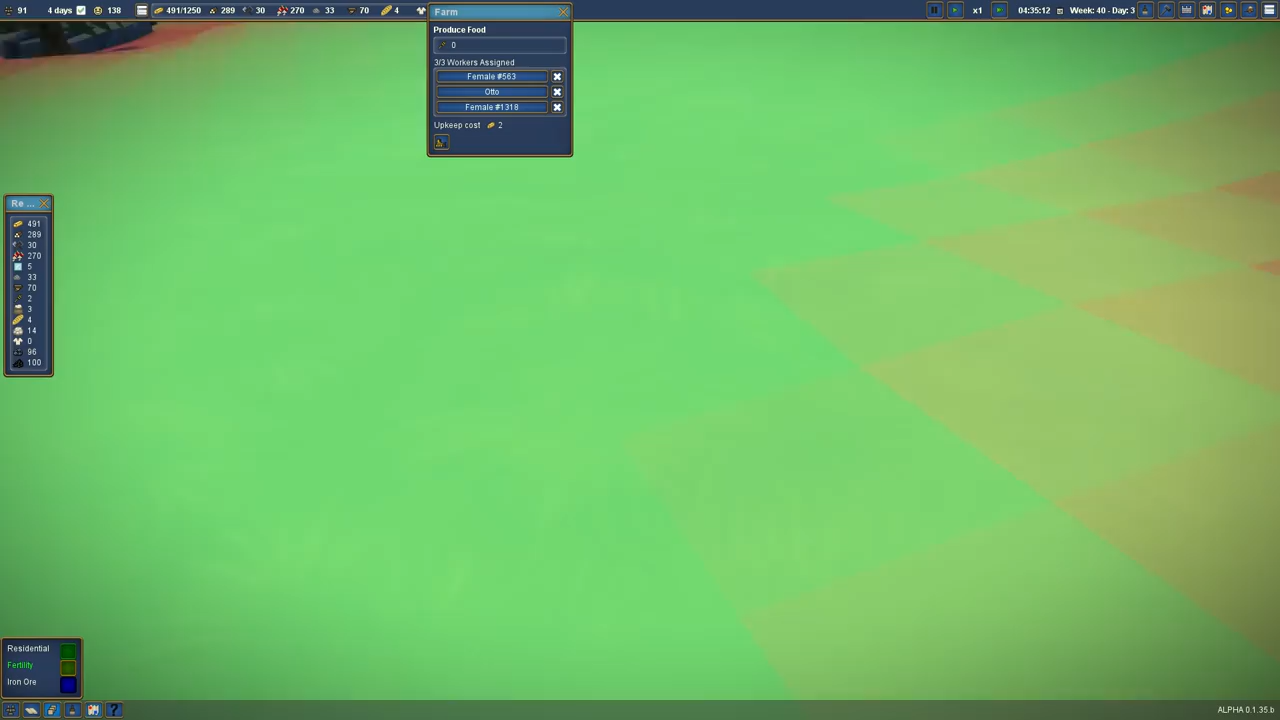 91 4 days 138 491/1250 289 30 270 33 70 4
x1 04:35:12 Week: 40 - Day: 3
Farm
Produce Food
0
3/3 Workers Assigned
Female #563
Otto
Female #1318
Upkeep cost 2
Re ...
491
289
30
270
5
33
70
2
3
4
14
0
96
100
Residential
Fertility
Iron Ore
?
ALPHA 0.1.35.b